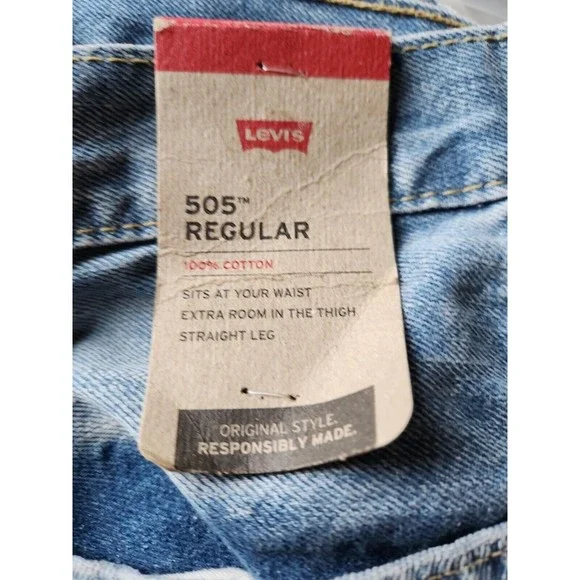 Levi's
505™
REGULAR
100% COTTON
SITS AT YOUR WAIST
EXTRA ROOM IN THE THIGH
STRAIGHT LEG
ORIGINAL STYLE.
RESPONSIBLY MADE.